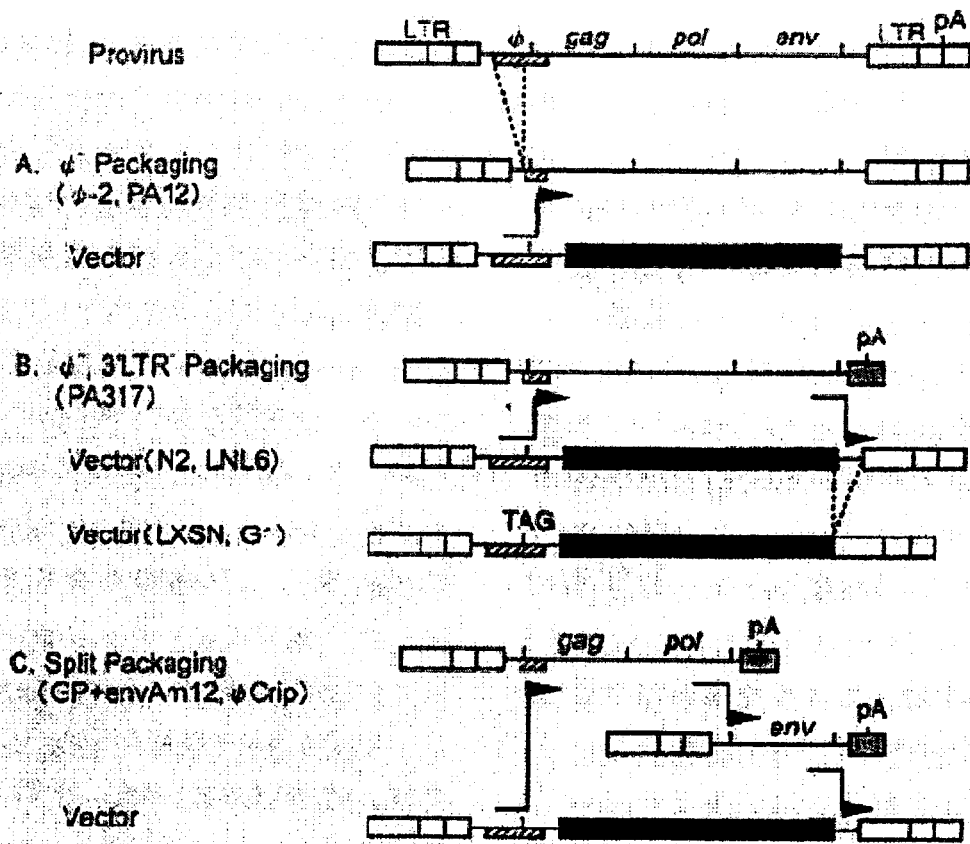 LTR ψ gag pol env LTR pA
Provirus
A. ψ⁻ Packaging
(ψ-2, PA12)
Vector
B. ψ⁻, 3'LTR⁻ Packaging
(PA317)
pA
Vector(N2, LNL6)
Vector(LXSN, G⁻)
TAG
C. Split Packaging
(GP+envAm12, ψCrip)
gag pol pA
env pA
Vector